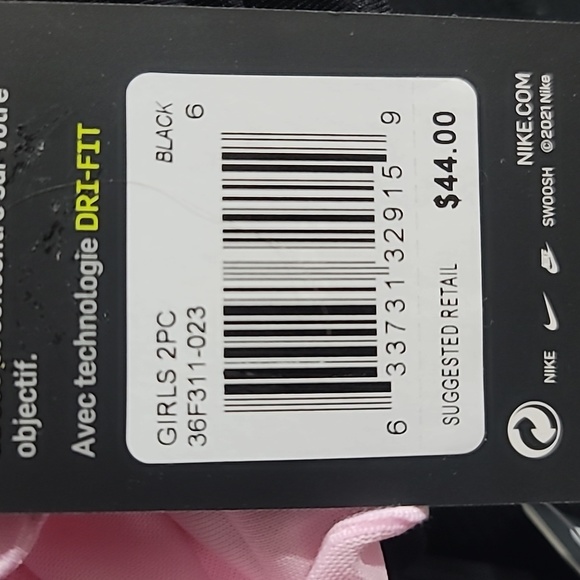 votre
objectif.
Avec technologie DRI-FIT
GIRLS 2PC BLACK
36F311-023 6
6 33731 32915 9
SUGGESTED RETAIL $44.00
NIKE.COM
NIKE SWOOSH ©2021 Nike